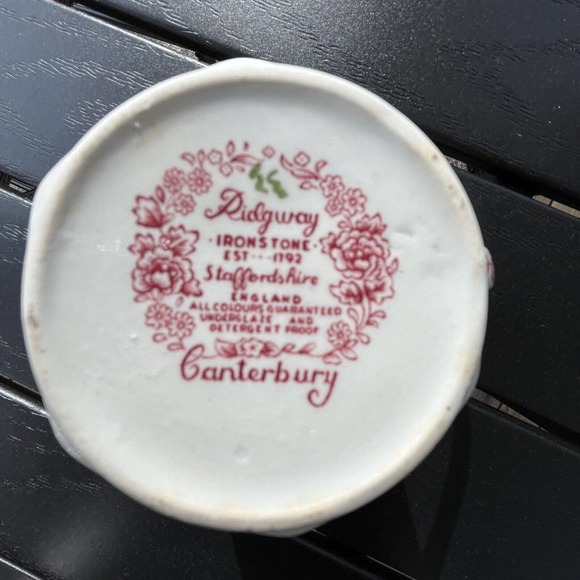 Ridgway
· IRONSTONE ·
EST···1792
Staffordshire
ENGLAND
ALL COLOURS GUARANTEED
UNDERGLAZE AND
DETERGENT PROOF
Canterbury